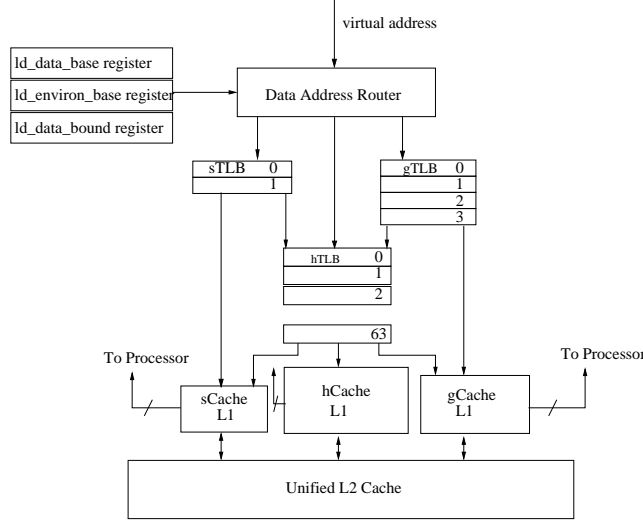 virtual address
ld_data_base register
ld_environ_base register
ld_data_bound register
Data Address Router
sTLB 0
1
gTLB 0
1
2
3
hTLB 0
1
2
63
To Processor
To Processor
sCache
L1
hCache
L1
gCache
L1
Unified L2 Cache